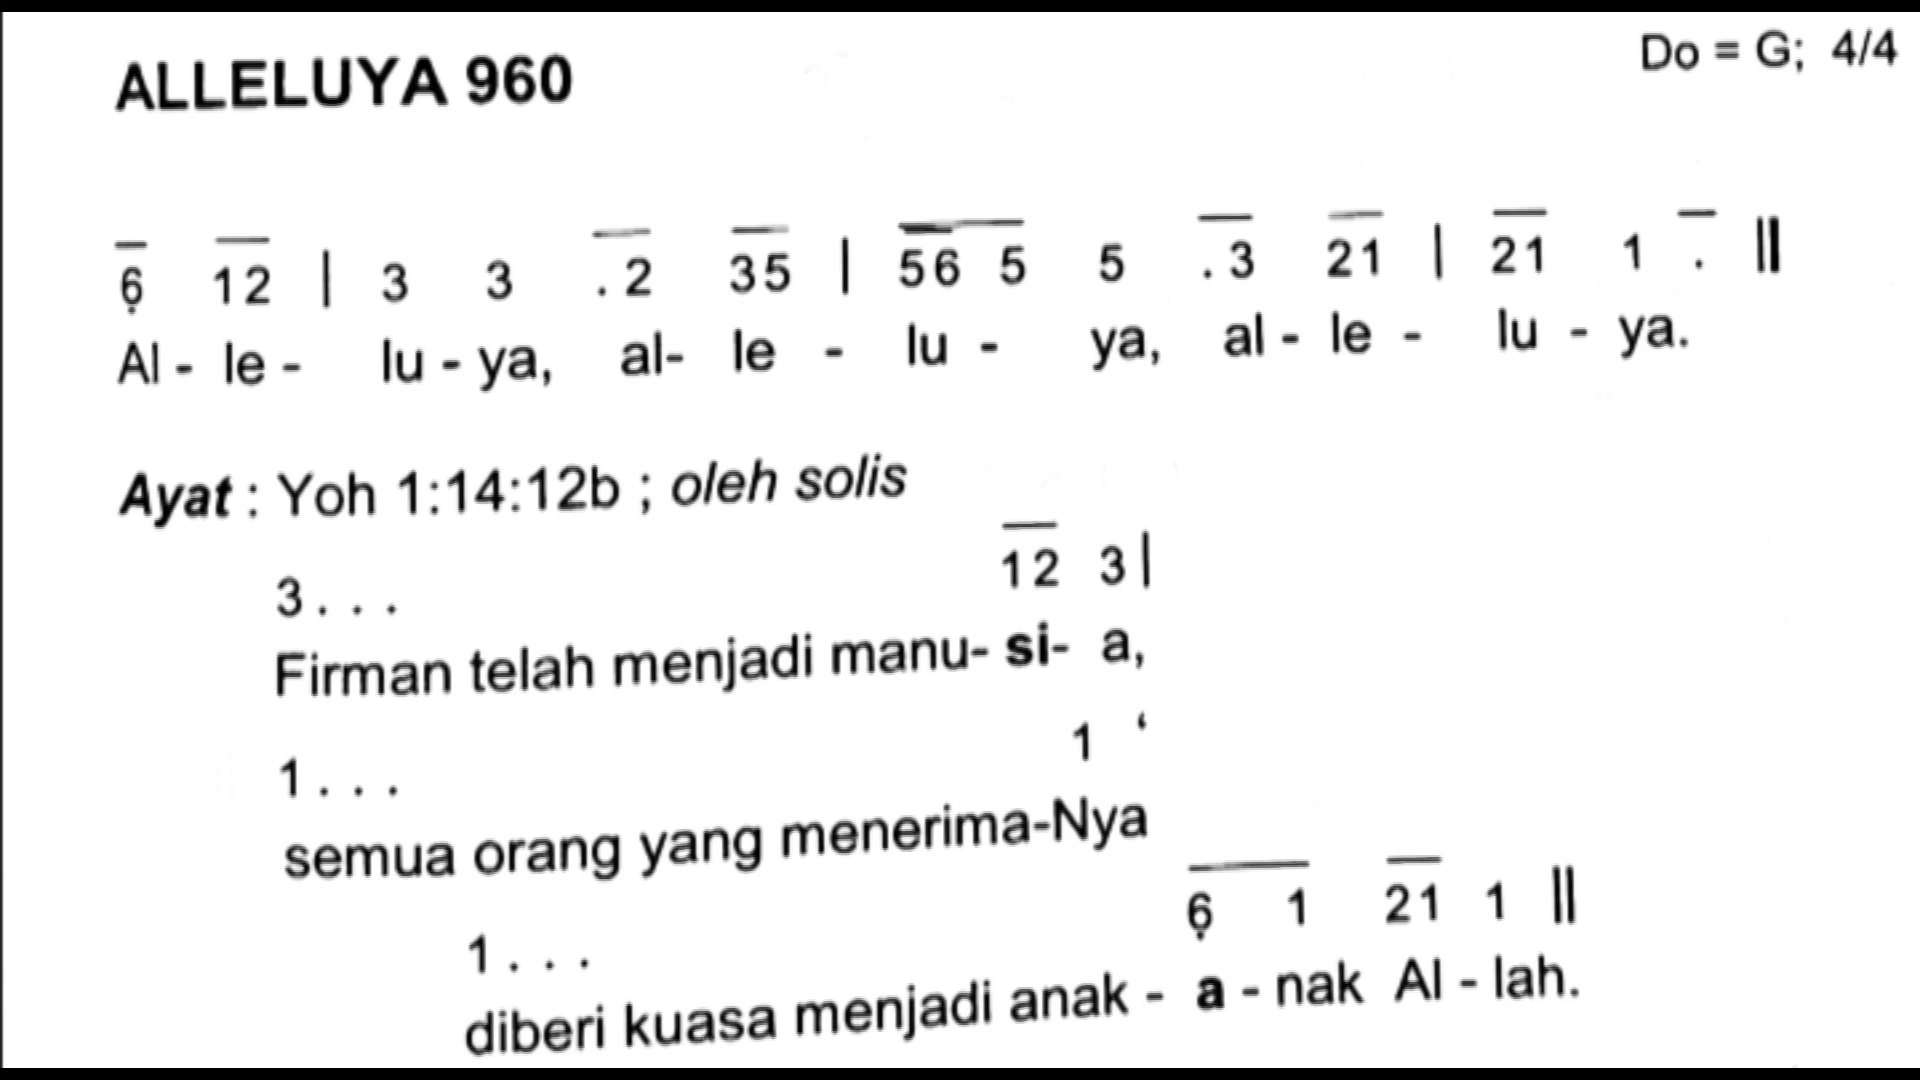 ALLELUYA 960
Do = G; 4/4
6̣ 12 | 3 3 . 2 35 | 56 5 5 . 3 21 | 21 1 . ||
Al - le - lu - ya, al- le - lu - ya, al - le - lu - ya.
Ayat : Yoh 1:14:12b ; oleh solis
3 . . . 12 3 |
Firman telah menjadi manu- si- a,
1 . . . 1 ‘
semua orang yang menerima-Nya
1 . . . 6̣ 1 21 1 ||
diberi kuasa menjadi anak - a - nak Al - lah.